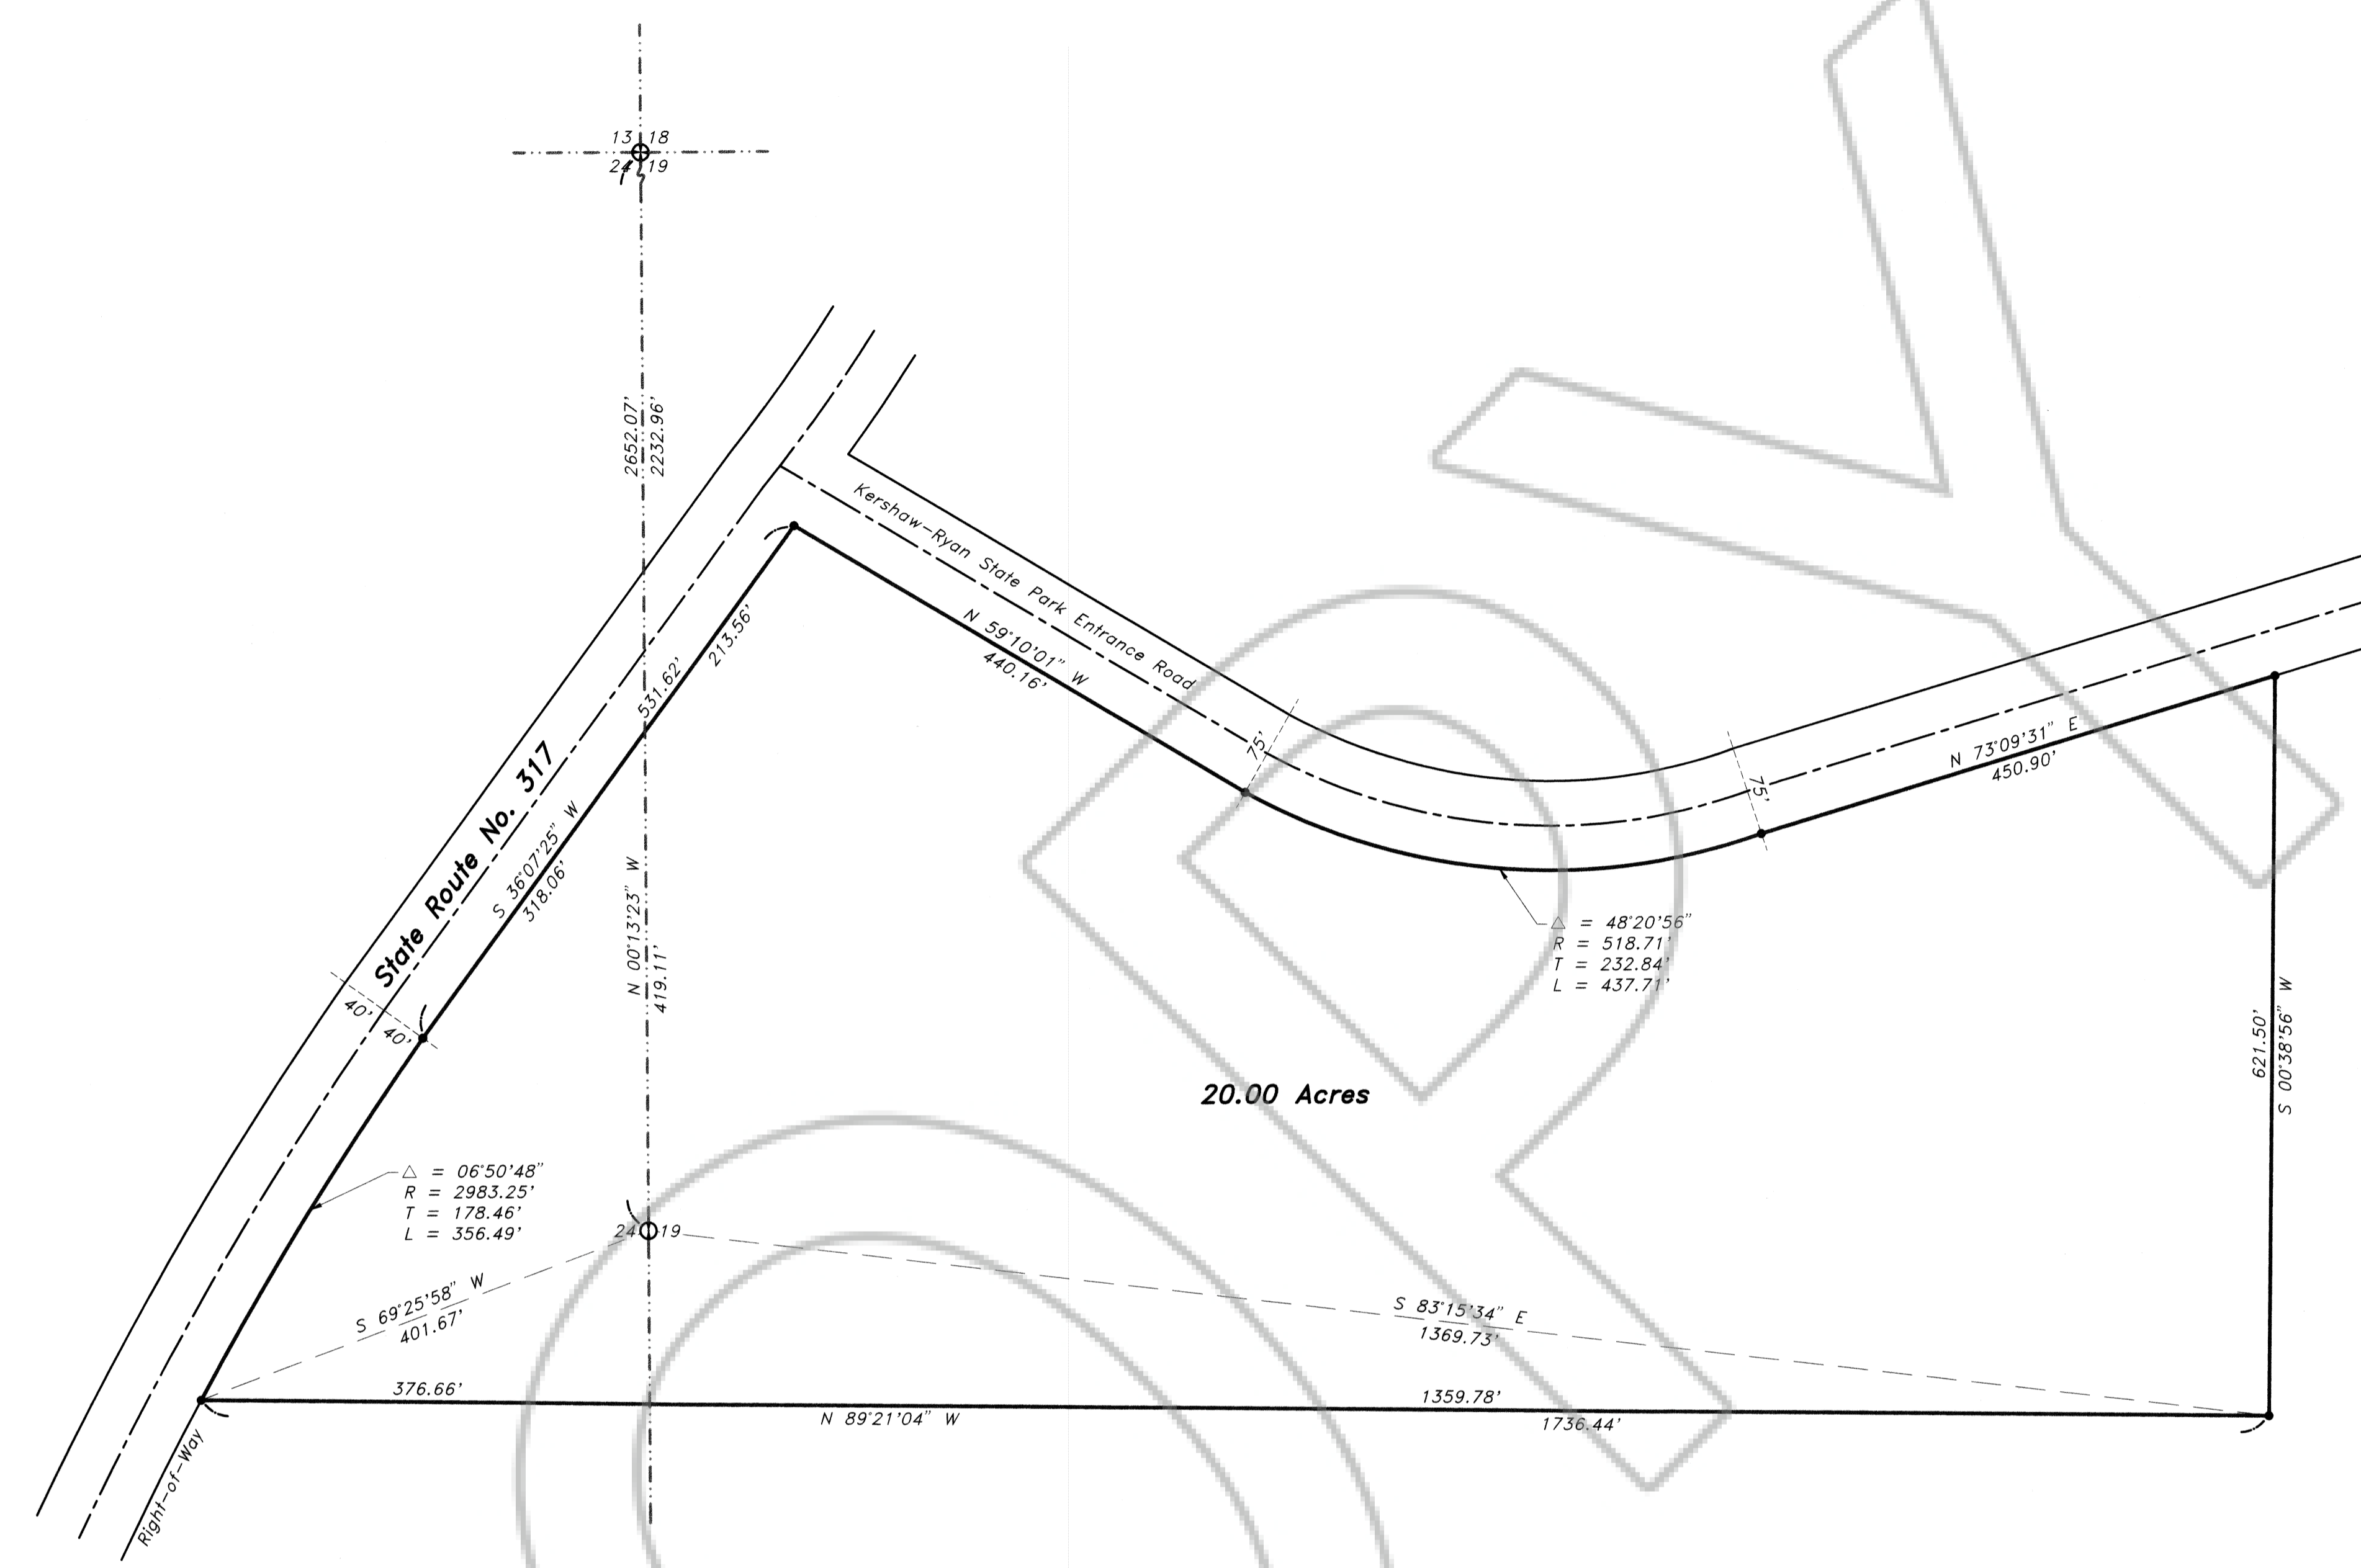 13 18
24 19
2652.07'
2232.96'
Kershaw-Ryan State Park Entrance Road
N 59°10'01" W
440.16'
213.56'
531.62'
State Route No. 317
S 36°07'25" W
318.06'
75'
75'
N 73°09'31" E
450.90'
N 00°13'23" W
419.11'
△ = 48°20'56"
R = 518.71'
T = 232.84'
L = 437.71'
40'
40'
621.50'
S 00°38'56" W
20.00 Acres
△ = 06°50'48"
R = 2983.25'
T = 178.46'
L = 356.49'
24 19
S 69°25'58" W
401.67'
S 83°15'34" E
1369.73'
376.66'
1359.78'
N 89°21'04" W
1736.44'
Right-of-Way